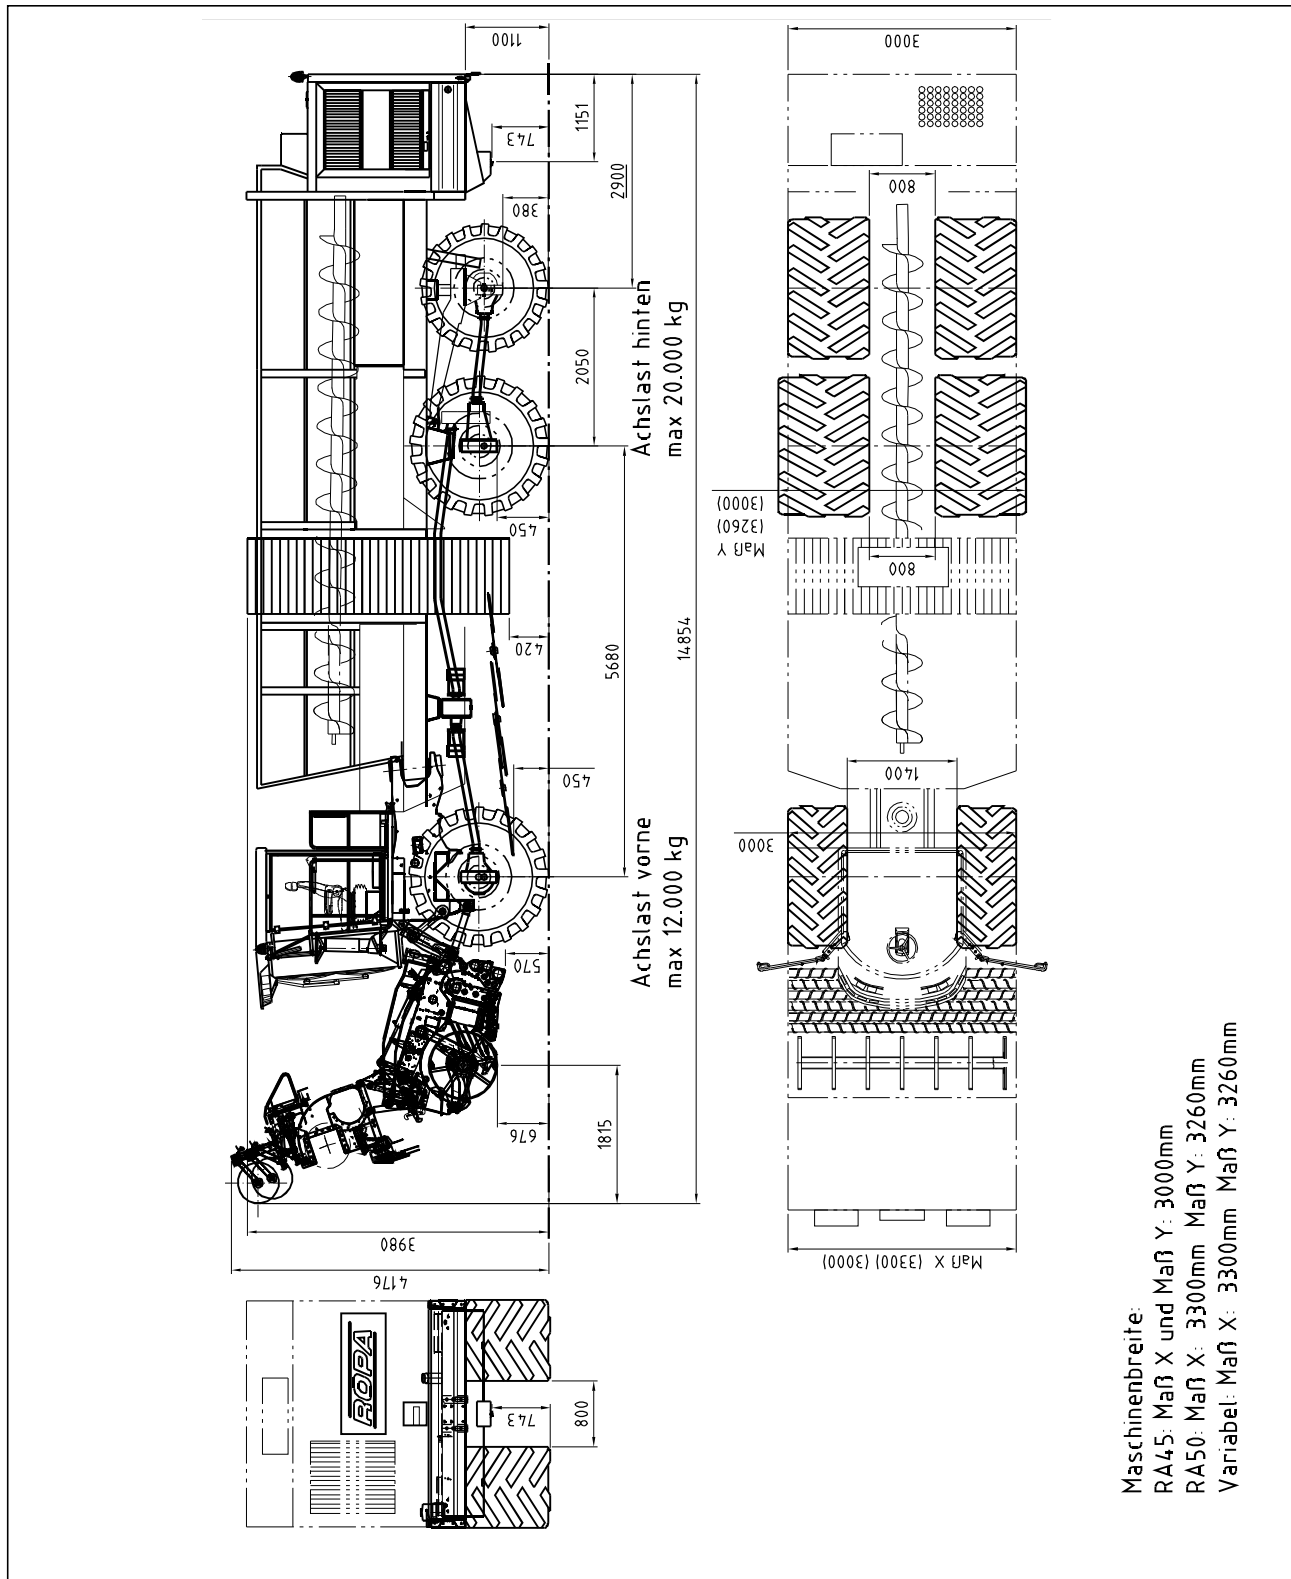 1100
3000
1151
743
2900
380
800
2050
Achslast hinten
max 20.000 kg
450
(3000)
(3260)
Maß Y
800
420
5680
14854
450
1400
3000
Achslast vorne
max 12.000 kg
570
676
1815
3980
4176
Maß X (3300) (3000)
ROPA
743
800
Maschinenbreite:
RA45: Maß X und Maß Y: 3000mm
RA50: Maß X: 3300mm Maß Y: 3260mm
Variabel: Maß X: 3300mm Maß Y: 3260mm